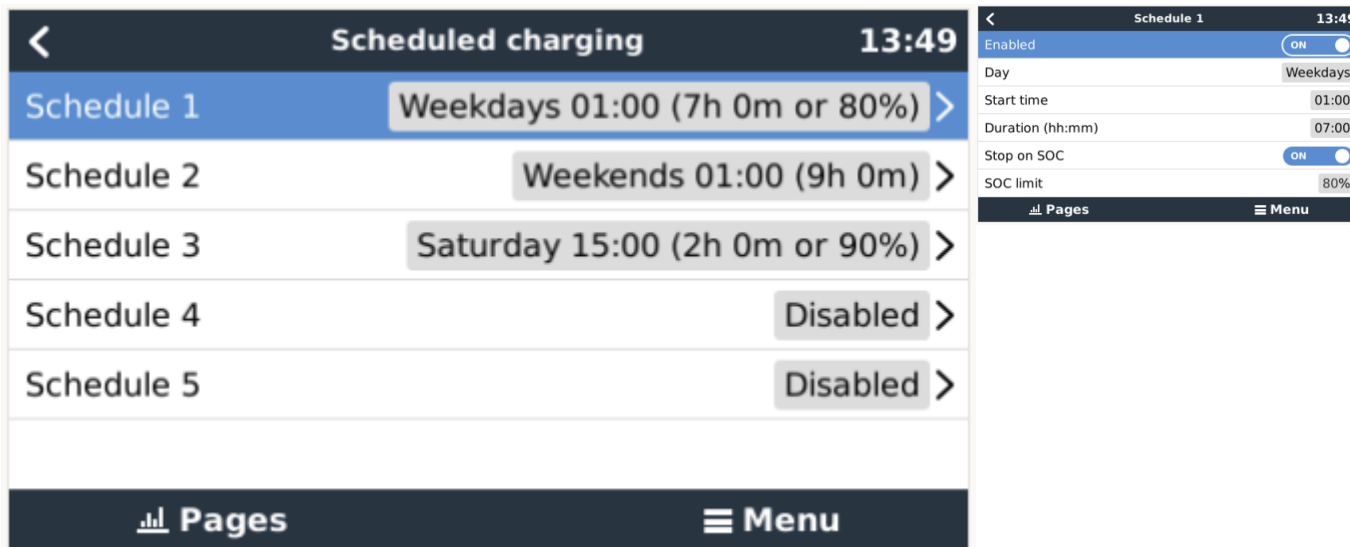 Scheduled charging 13:49
Schedule 1 Weekdays 01:00 (7h 0m or 80%)
Schedule 2 Weekends 01:00 (9h 0m)
Schedule 3 Saturday 15:00 (2h 0m or 90%)
Schedule 4 Disabled
Schedule 5 Disabled
Pages Menu
Schedule 1 13:49
Enabled ON
Day Weekdays
Start time 01:00
Duration (hh:mm) 07:00
Stop on SOC ON
SOC limit 80%
Pages Menu